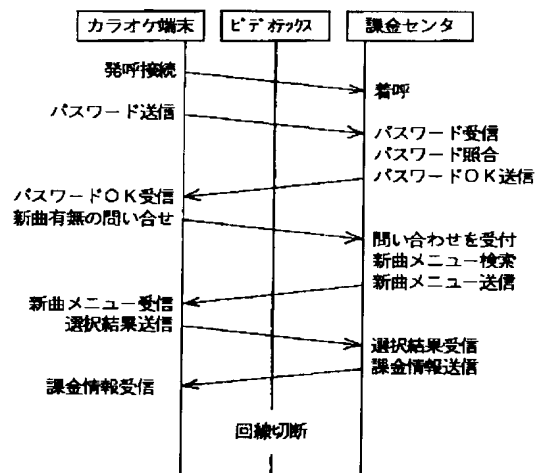 カラオケ端末 ビデオテックス 課金センタ
発呼接続
着呼
パスワード送信
パスワード受信
パスワード照合
パスワードOK送信
パスワードOK受信
新曲有無の問い合せ
問い合わせを受付
新曲メニュー検索
新曲メニュー送信
新曲メニュー受信
選択結果送信
選択結果受信
課金情報送信
課金情報受信
回線切断